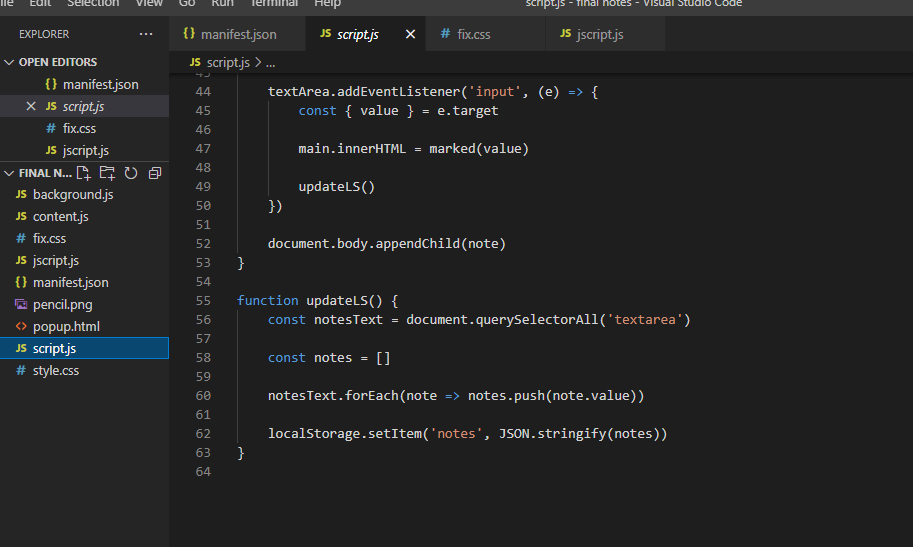 ile Edit Selection View Go Run Terminal Help script.js - final notes - Visual Studio Code
EXPLORER ···
manifest.json script.js fix.css jscript.js
script.js > ...
OPEN EDITORS
{} manifest.json
JS script.js
# fix.css
JS jscript.js
FINAL N...
JS background.js
JS content.js
# fix.css
JS jscript.js
{} manifest.json
pencil.png
<> popup.html
JS script.js
# style.css
43
44 textArea.addEventListener('input', (e) => {
45 const { value } = e.target
46
47 main.innerHTML = marked(value)
48
49 updateLS()
50 })
51
52 document.body.appendChild(note)
53 }
54
55 function updateLS() {
56 const notesText = document.querySelectorAll('textarea')
57
58 const notes = []
59
60 notesText.forEach(note => notes.push(note.value))
61
62 localStorage.setItem('notes', JSON.stringify(notes))
63 }
64